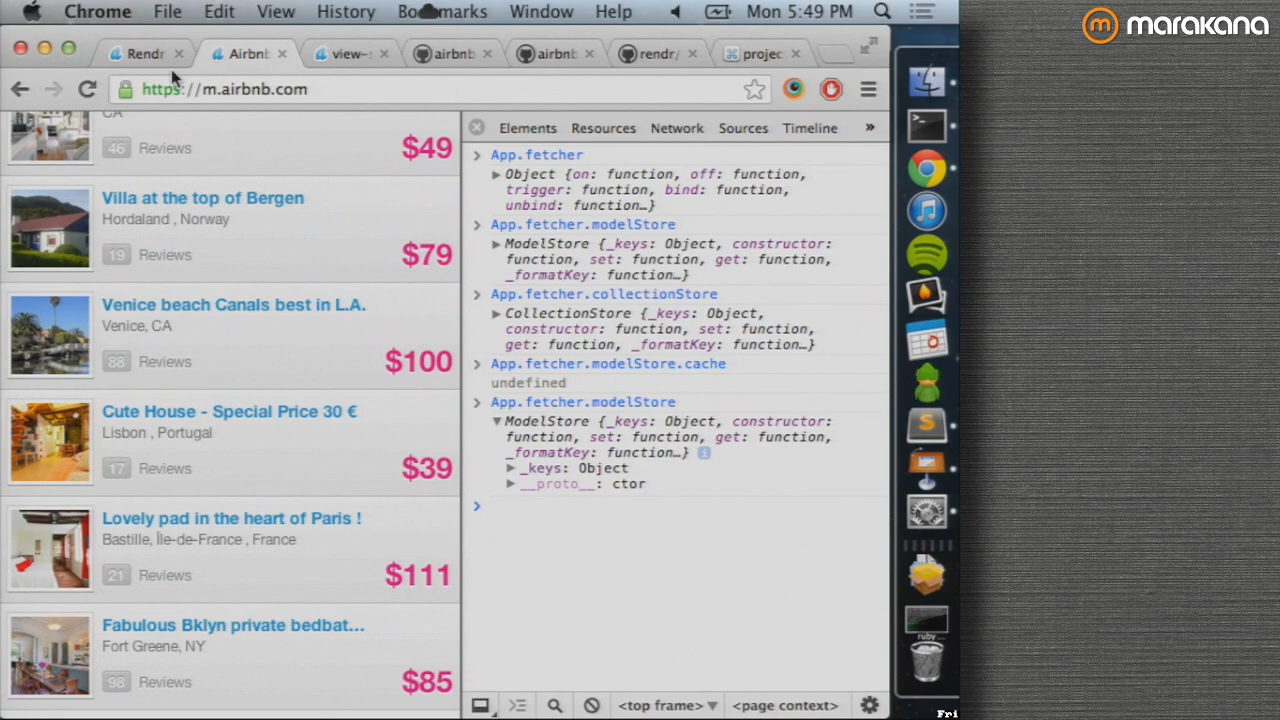 Chrome File Edit View History Bookmarks Window Help Mon 5:49 PM
marakana
Rendr
Airbnb
view-s
airbnb
airbnb
rendr/
projec
https://m.airbnb.com
CA
46 Reviews
$49
Villa at the top of Bergen
Hordaland , Norway
19 Reviews
$79
Venice beach Canals best in L.A.
Venice, CA
88 Reviews
$100
Cute House - Special Price 30 €
Lisbon , Portugal
17 Reviews
$39
Lovely pad in the heart of Paris !
Bastille, Île-de-France , France
21 Reviews
$111
Fabulous Bklyn private bedbat...
Fort Greene, NY
98 Reviews
$85
Elements Resources Network Sources Timeline »
App.fetcher
Object {on: function, off: function,
trigger: function, bind: function,
unbind: function…}
App.fetcher.modelStore
ModelStore {_keys: Object, constructor:
function, set: function, get: function,
_formatKey: function…}
App.fetcher.collectionStore
CollectionStore {_keys: Object,
constructor: function, set: function,
get: function, _formatKey: function…}
App.fetcher.modelStore.cache
undefined
App.fetcher.modelStore
ModelStore {_keys: Object, constructor:
function, set: function, get: function,
_formatKey: function…}
_keys: Object
__proto__: ctor
<top frame> <page context>
ruby ...
Fri